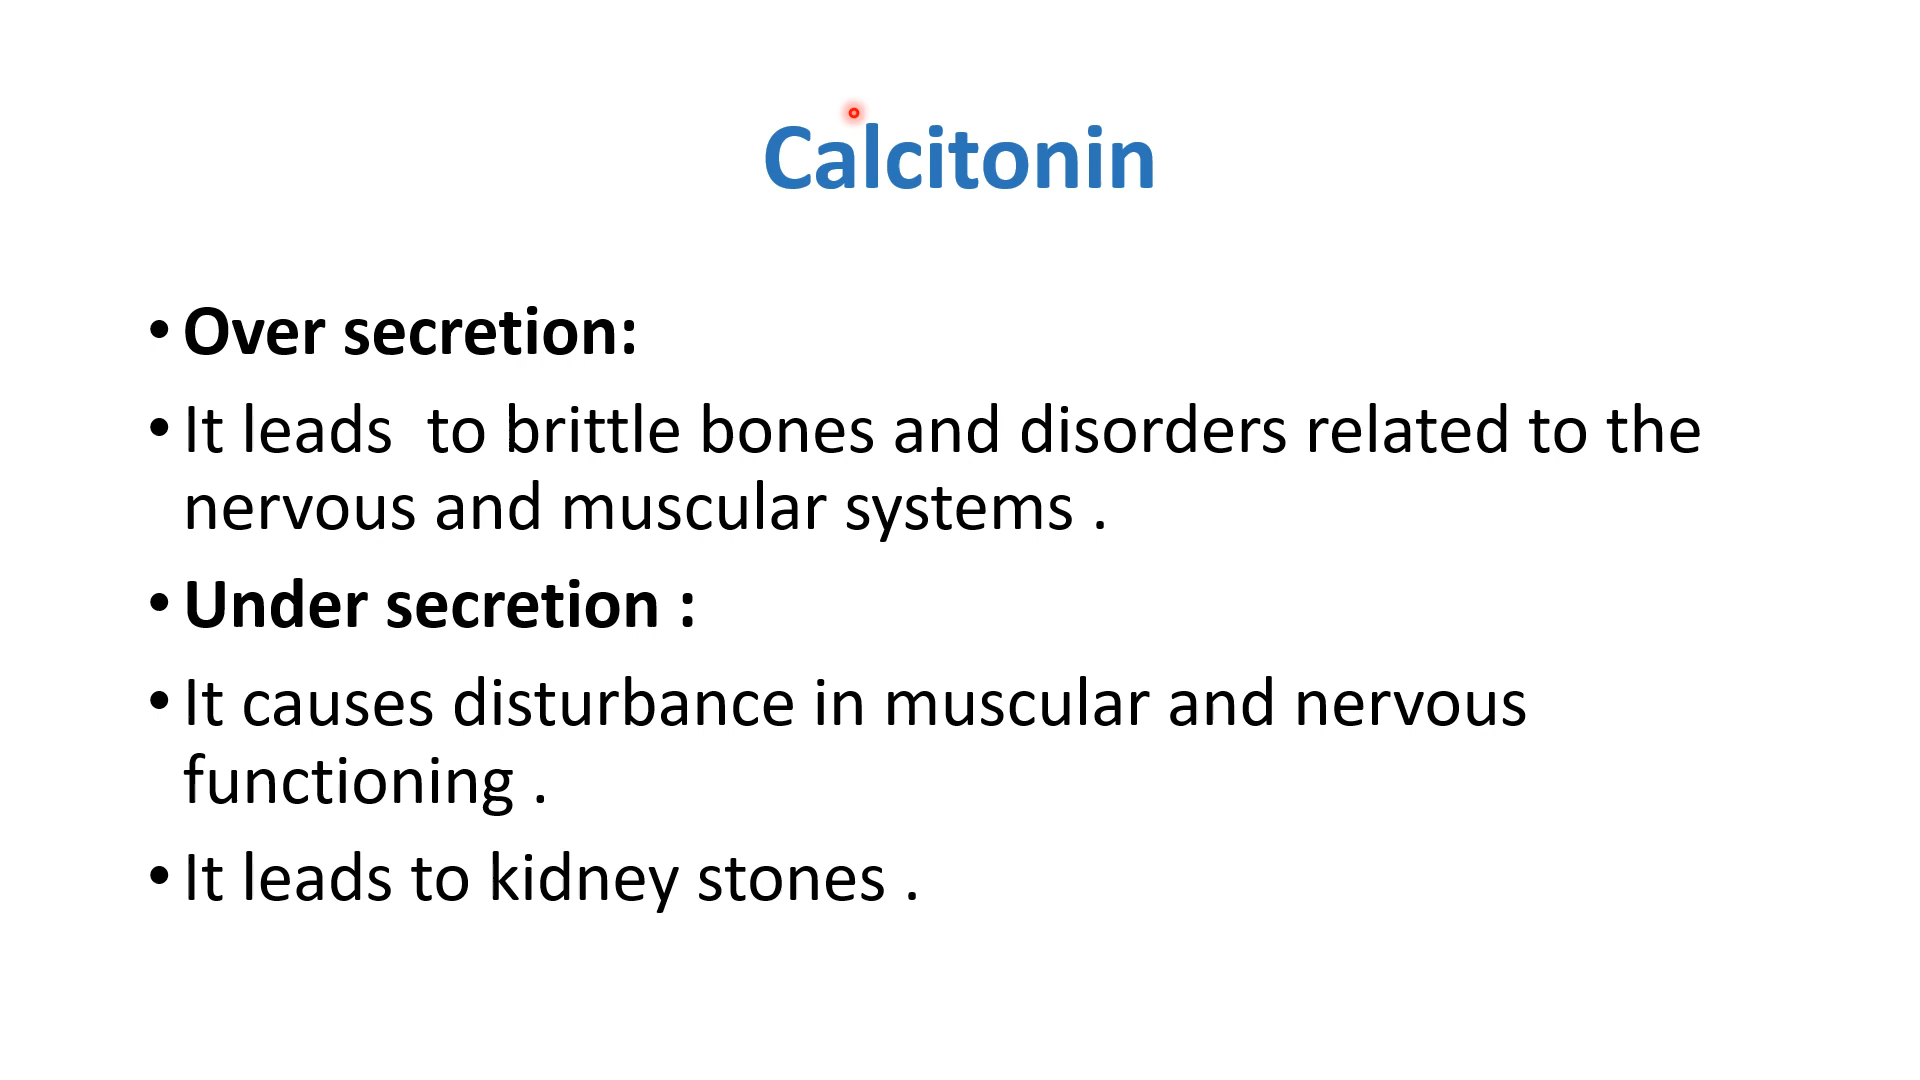 Calcitonin
• Over secretion:
• It leads  to brittle bones and disorders related to the
nervous and muscular systems .
• Under secretion :
• It causes disturbance in muscular and nervous
functioning .
• It leads to kidney stones .